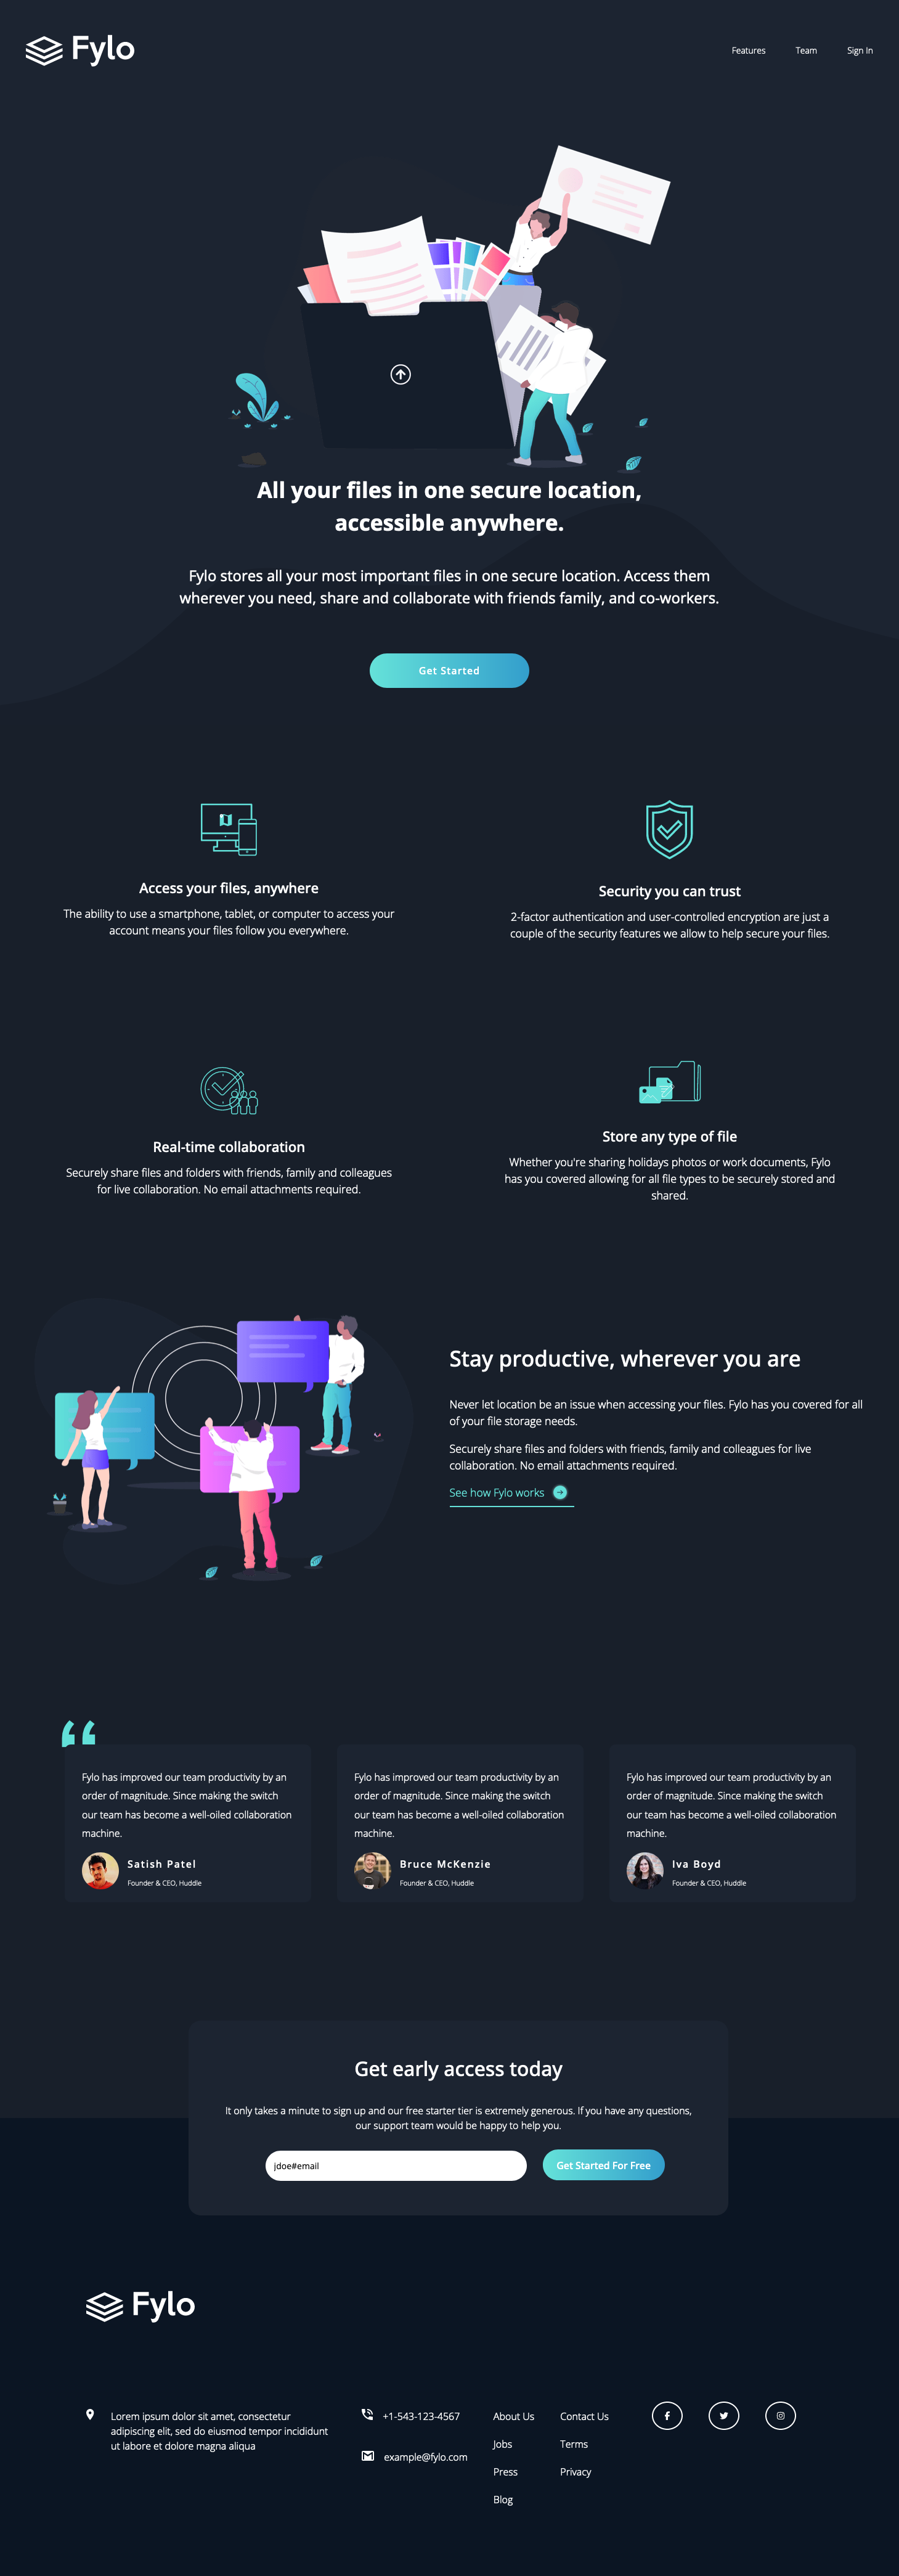 Fylo
Features
Team
Sign In
All your files in one secure location,
accessible anywhere.
Fylo stores all your most important files in one secure location. Access them
wherever you need, share and collaborate with friends family, and co-workers.
Get Started
Access your files, anywhere
The ability to use a smartphone, tablet, or computer to access your
account means your files follow you everywhere.
Security you can trust
2-factor authentication and user-controlled encryption are just a
couple of the security features we allow to help secure your files.
Real-time collaboration
Securely share files and folders with friends, family and colleagues
for live collaboration. No email attachments required.
Store any type of file
Whether you're sharing holidays photos or work documents, Fylo
has you covered allowing for all file types to be securely stored and
shared.
Stay productive, wherever you are
Never let location be an issue when accessing your files. Fylo has you covered for all
of your file storage needs.
Securely share files and folders with friends, family and colleagues for live
collaboration. No email attachments required.
See how Fylo works
Fylo has improved our team productivity by an
order of magnitude. Since making the switch
our team has become a well-oiled collaboration
machine.
Satish Patel
Founder & CEO, Huddle
Fylo has improved our team productivity by an
order of magnitude. Since making the switch
our team has become a well-oiled collaboration
machine.
Bruce McKenzie
Founder & CEO, Huddle
Fylo has improved our team productivity by an
order of magnitude. Since making the switch
our team has become a well-oiled collaboration
machine.
Iva Boyd
Founder & CEO, Huddle
Get early access today
It only takes a minute to sign up and our free starter tier is extremely generous. If you have any questions,
our support team would be happy to help you.
jdoe#email
Get Started For Free
Fylo
Lorem ipsum dolor sit amet, consectetur
adipiscing elit, sed do eiusmod tempor incididunt
ut labore et dolore magna aliqua
+1-543-123-4567
example@fylo.com
About Us
Jobs
Press
Blog
Contact Us
Terms
Privacy